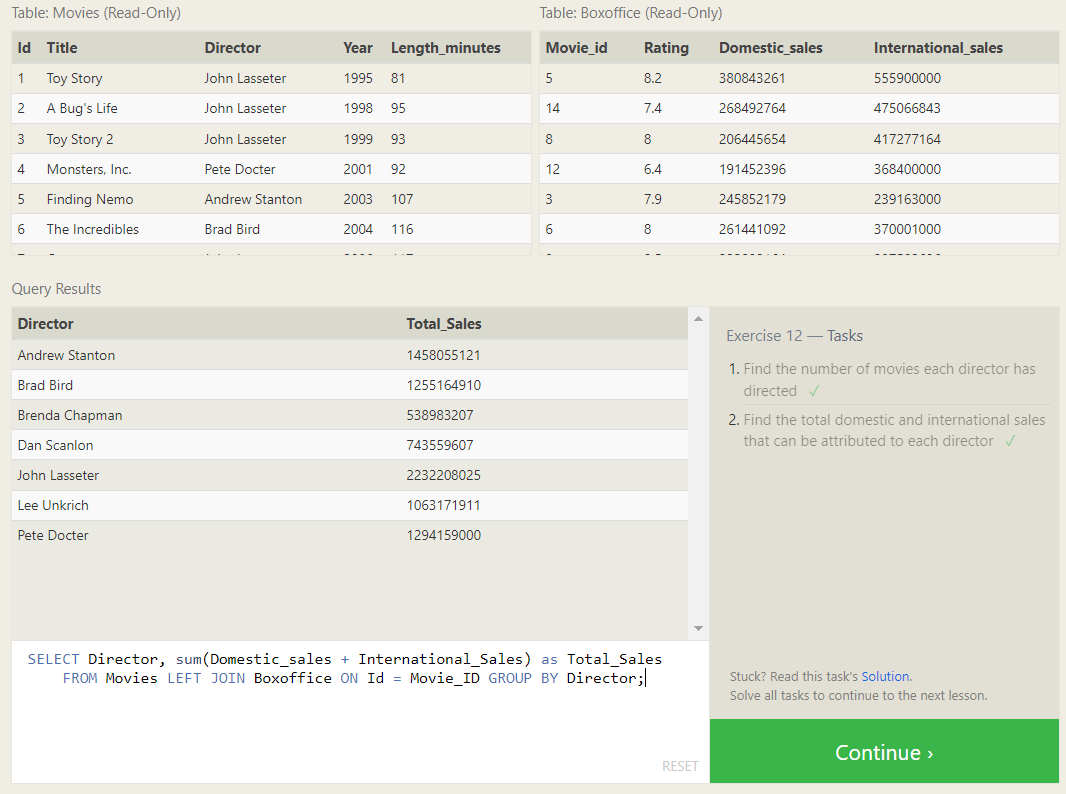 Table: Movies (Read-Only)
Table: Boxoffice (Read-Only)
Id Title Director Year Length_minutes
1 Toy Story John Lasseter 1995 81
2 A Bug's Life John Lasseter 1998 95
3 Toy Story 2 John Lasseter 1999 93
4 Monsters, Inc. Pete Docter 2001 92
5 Finding Nemo Andrew Stanton 2003 107
6 The Incredibles Brad Bird 2004 116
Movie_id Rating Domestic_sales International_sales
5 8.2 380843261 555900000
14 7.4 268492764 475066843
8 8 206445654 417277164
12 6.4 191452396 368400000
3 7.9 245852179 239163000
6 8 261441092 370001000
Query Results
Director Total_Sales
Andrew Stanton 1458055121
Brad Bird 1255164910
Brenda Chapman 538983207
Dan Scanlon 743559607
John Lasseter 2232208025
Lee Unkrich 1063171911
Pete Docter 1294159000
SELECT Director, sum(Domestic_sales + International_Sales) as Total_Sales
FROM Movies LEFT JOIN Boxoffice ON Id = Movie_ID GROUP BY Director;
RESET
Exercise 12 — Tasks
1. Find the number of movies each director has
directed ✓
2. Find the total domestic and international sales
that can be attributed to each director ✓
Stuck? Read this task's Solution.
Solve all tasks to continue to the next lesson.
Continue ›